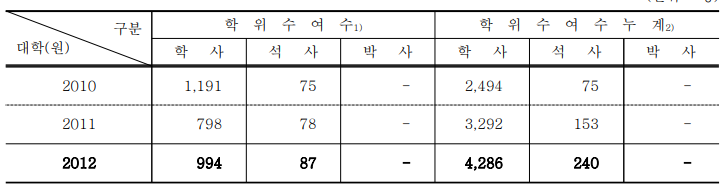 구분 학 위 수 여 수1) 학 위 수 여 수 누 계2)
대학(원) 학 사 석 사 박 사 학 사 석 사 박 사
2010 1,191 75 - 2,494 75 -
2011 798 78 - 3,292 153 -
2012 994 87 - 4,286 240 -